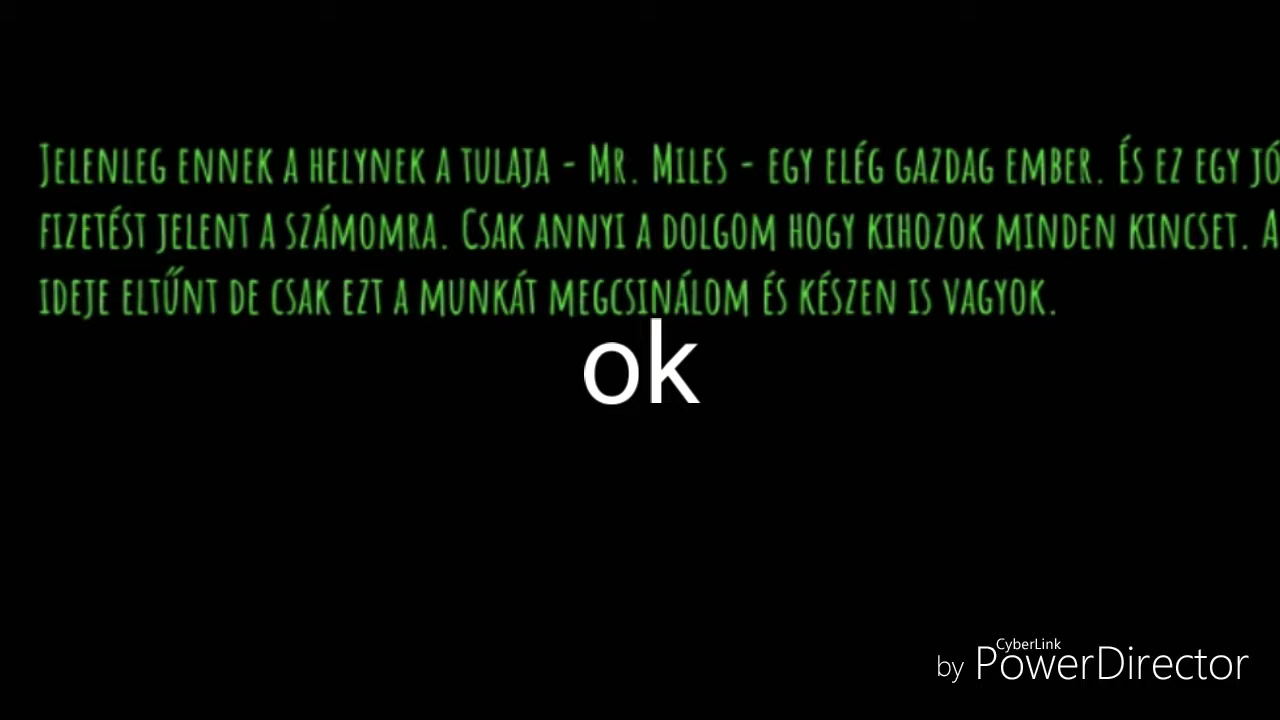 Jelenleg ennek a helynek a tulaja - Mr. Miles - egy elég gazdag ember. És ez egy jó
fizetést jelent a számomra. Csak annyi a dolgom hogy kihozok minden kincset. A
ideje eltűnt de csak ezt a munkát megcsinálom és készen is vagyok.
ok
CyberLink
by PowerDirector